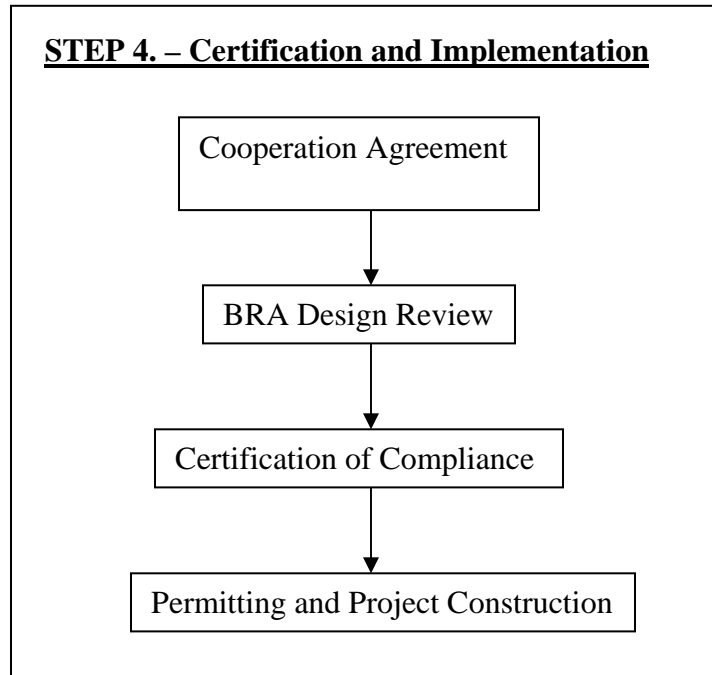 STEP 4. – Certification and Implementation
Cooperation Agreement
BRA Design Review
Certification of Compliance
Permitting and Project Construction